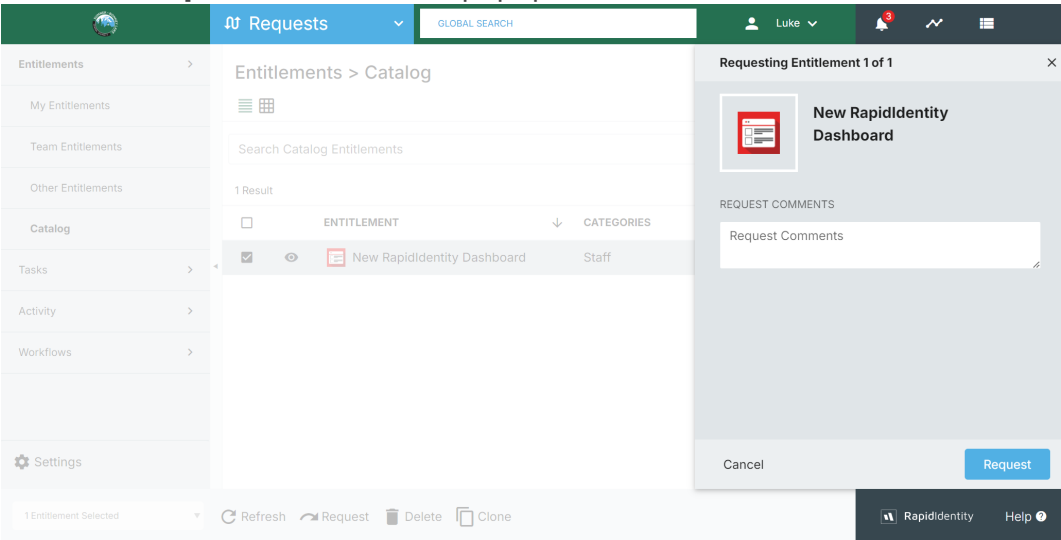 Requests
GLOBAL SEARCH
Luke
3
Entitlements
My Entitlements
Team Entitlements
Other Entitlements
Catalog
Tasks
Activity
Workflows
Settings
1 Entitlement Selected
Entitlements > Catalog
Search Catalog Entitlements
1 Result
ENTITLEMENT CATEGORIES
New RapidIdentity Dashboard Staff
Refresh Request Delete Clone
Requesting Entitlement 1 of 1
New RapidIdentity
Dashboard
REQUEST COMMENTS
Request Comments
Cancel Request
RapidIdentity Help